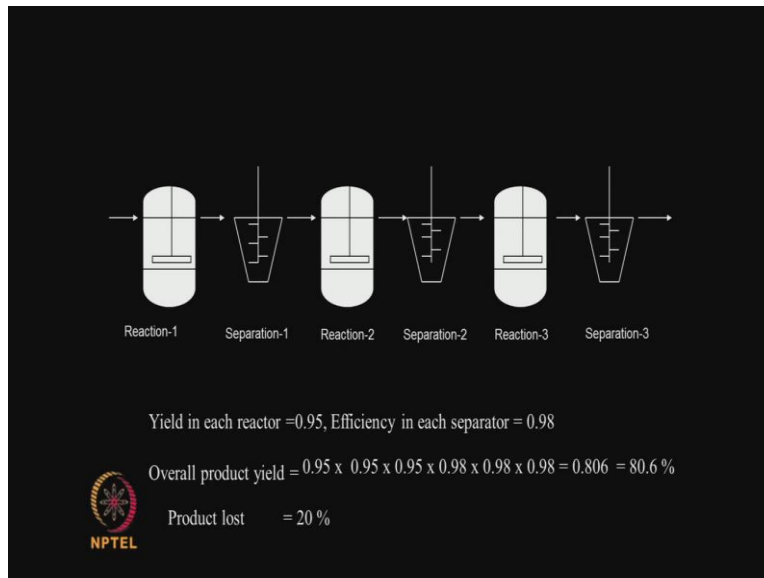 Reaction-1 Separation-1 Reaction-2 Separation-2 Reaction-3 Separation-3
Yield in each reactor =0.95, Efficiency in each separator = 0.98
Overall product yield = 0.95 x 0.95 x 0.95 x 0.98 x 0.98 x 0.98 = 0.806 = 80.6 %
Product lost = 20 %
NPTEL